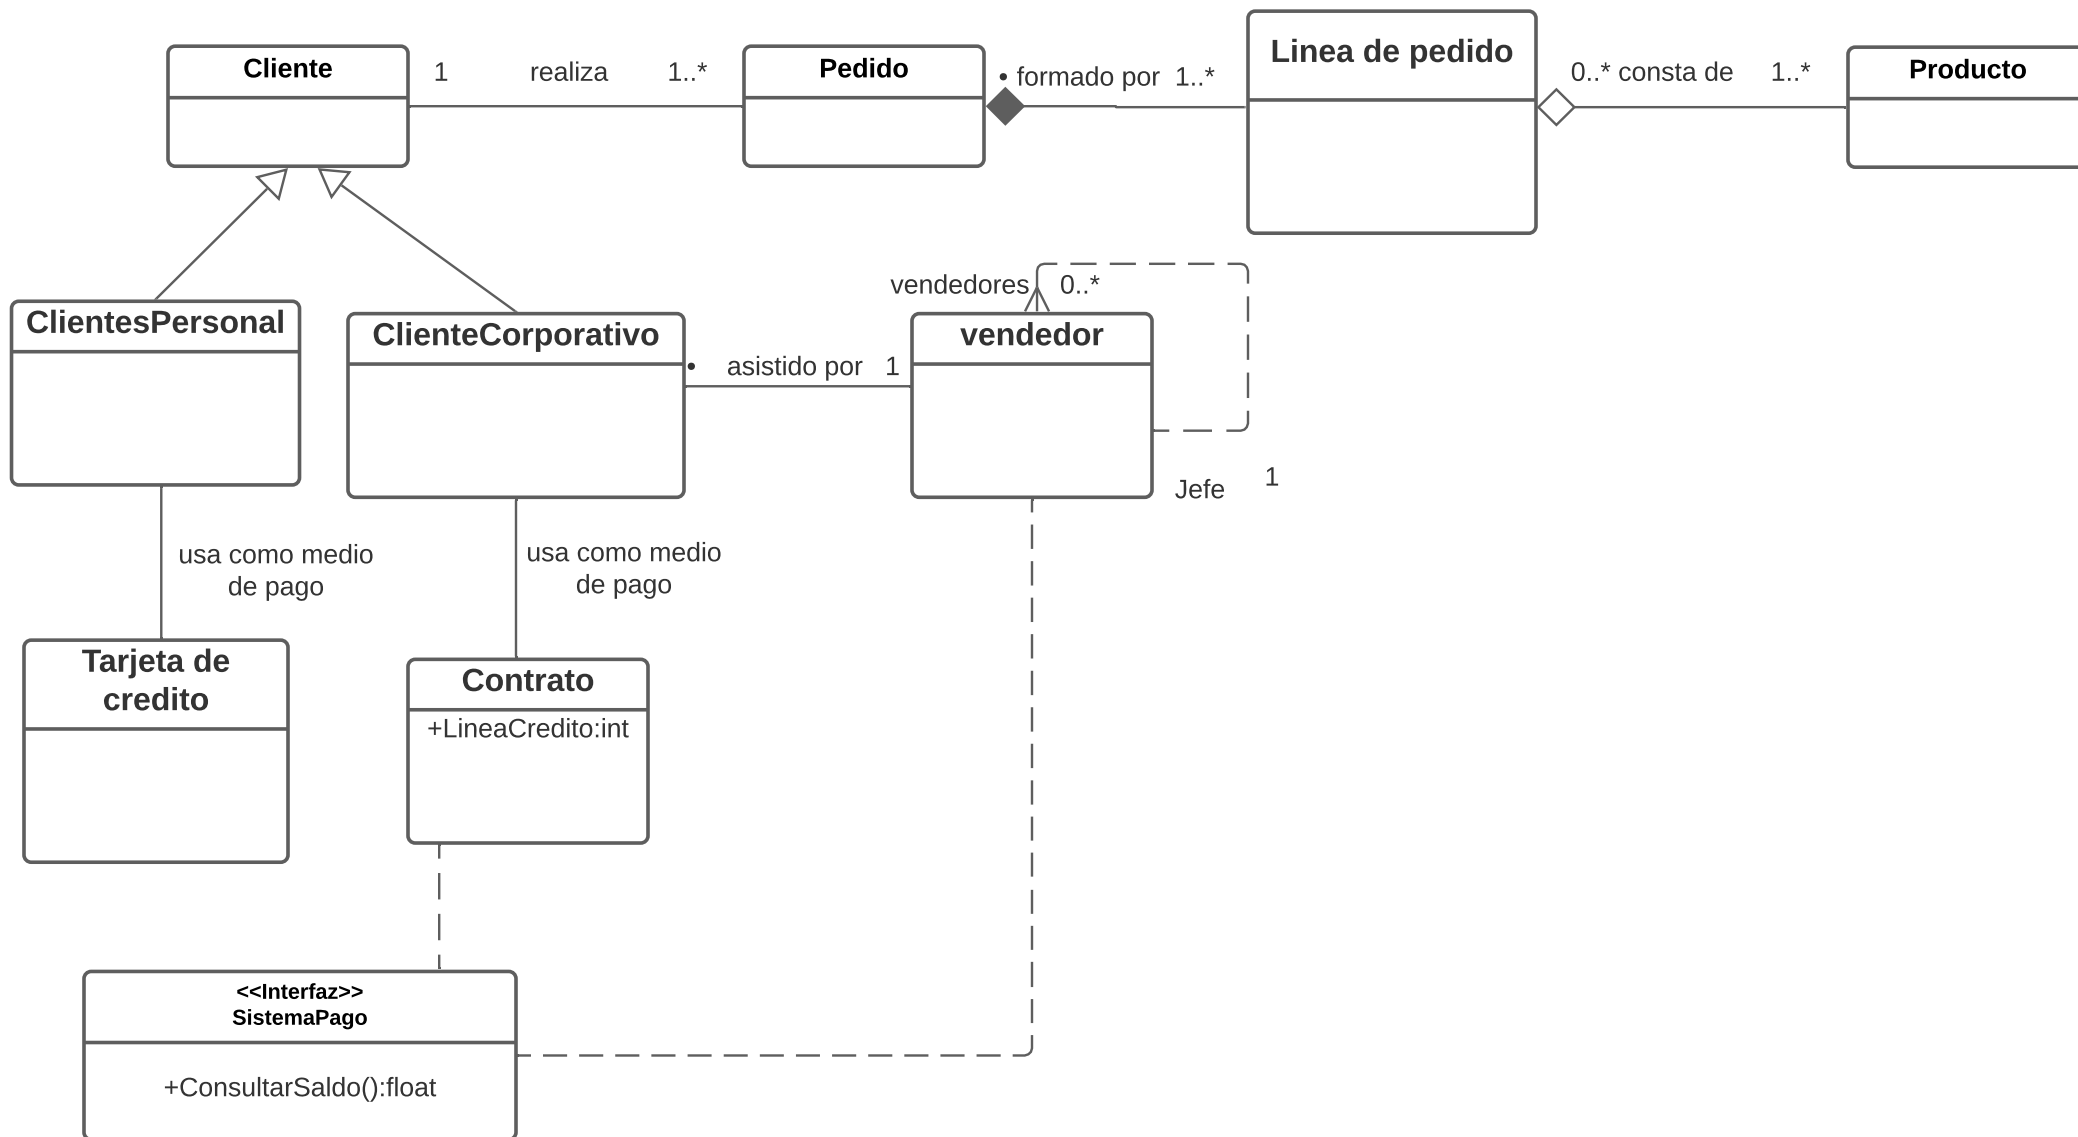 Cliente
1 realiza 1..*
Pedido
• formado por 1..*
Linea de pedido
0..* consta de 1..*
Producto
ClientesPersonal
ClienteCorporativo
• asistido por 1
vendedores 0..*
vendedor
Jefe 1
usa como medio
de pago
usa como medio
de pago
Tarjeta de
credito
Contrato
+LineaCredito:int
<<Interfaz>>
SistemaPago
+ConsultarSaldo():float